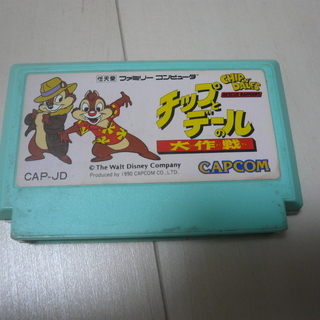 任天堂 ファミリーコンピュータ
CHIP 'N DALE'S
チップと
デールの
大作戦
CAP-JD
© The Walt Disney Company
Produced by 1990 CAPCOM CO., LTD.
CAPCOM